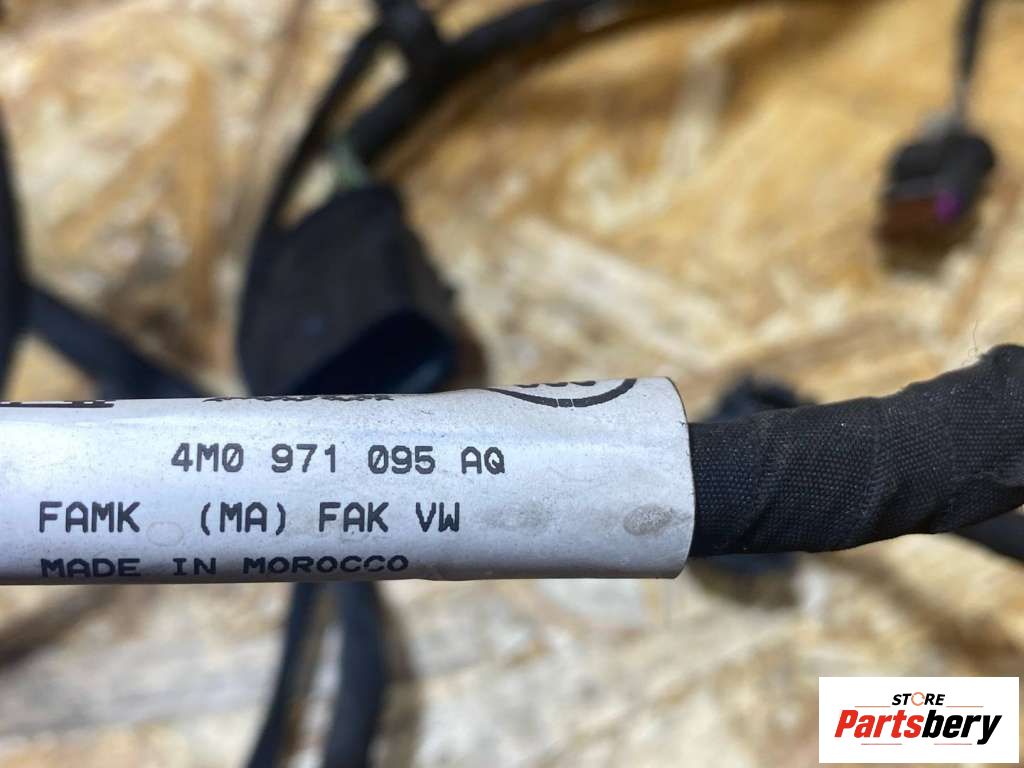 4M0 971 095 AQ
FAMK (MA) FAK VW
MADE IN MOROCCO
STORE
Partsbery